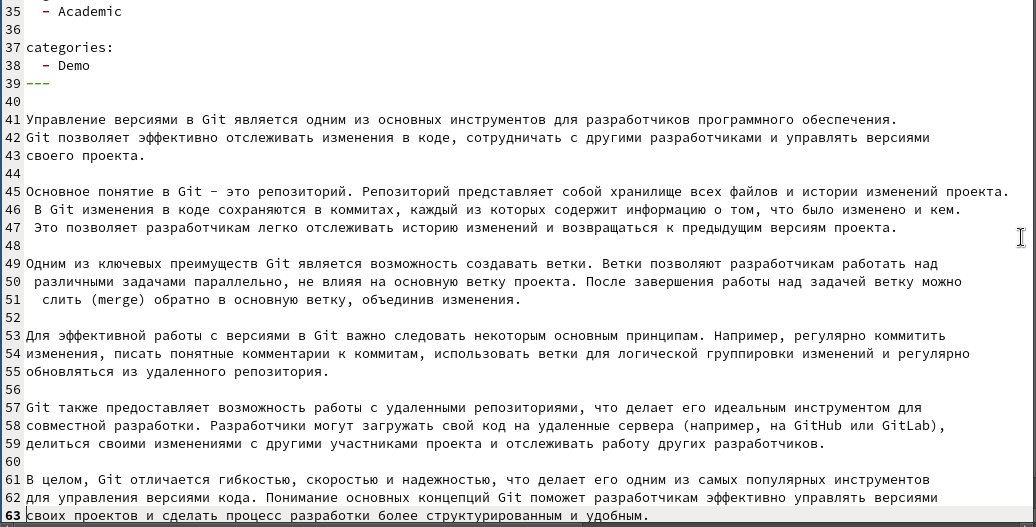 35   - Academic
36
37 categories:
38   - Demo
39 ---
40
41 Управление версиями в Git является одним из основных инструментов для разработчиков программного обеспечения.
42 Git позволяет эффективно отслеживать изменения в коде, сотрудничать с другими разработчиками и управлять версиями
43 своего проекта.
44
45 Основное понятие в Git - это репозиторий. Репозиторий представляет собой хранилище всех файлов и истории изменений проекта.
46  В Git изменения в коде сохраняются в коммитах, каждый из которых содержит информацию о том, что было изменено и кем.
47  Это позволяет разработчикам легко отслеживать историю изменений и возвращаться к предыдущим версиям проекта.
48
49 Одним из ключевых преимуществ Git является возможность создавать ветки. Ветки позволяют разработчикам работать над
50  различными задачами параллельно, не влияя на основную ветку проекта. После завершения работы над задачей ветку можно
51   слить (merge) обратно в основную ветку, объединив изменения.
52
53 Для эффективной работы с версиями в Git важно следовать некоторым основным принципам. Например, регулярно коммитить
54 изменения, писать понятные комментарии к коммитам, использовать ветки для логической группировки изменений и регулярно
55 обновляться из удаленного репозитория.
56
57 Git также предоставляет возможность работы с удаленными репозиториями, что делает его идеальным инструментом для
58 совместной разработки. Разработчики могут загружать свой код на удаленные сервера (например, на GitHub или GitLab),
59 делиться своими изменениями с другими участниками проекта и отслеживать работу других разработчиков.
60
61 В целом, Git отличается гибкостью, скоростью и надежностью, что делает его одним из самых популярных инструментов
62 для управления версиями кода. Понимание основных концепций Git поможет разработчикам эффективно управлять версиями
63 своих проектов и сделать процесс разработки более структурированным и удобным.